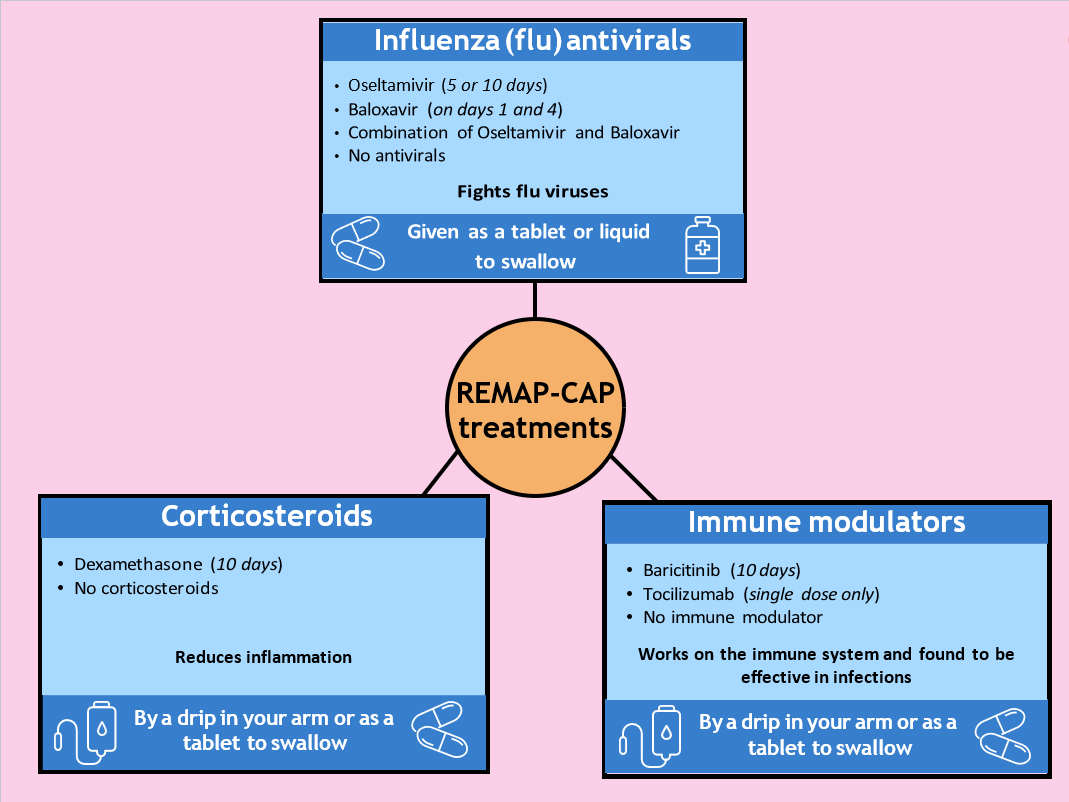 Influenza (flu) antivirals
• Oseltamivir (5 or 10 days)
• Baloxavir (on days 1 and 4)
• Combination of Oseltamivir and Baloxavir
• No antivirals
Fights flu viruses
Given as a tablet or liquid
to swallow
REMAP-CAP
treatments
Corticosteroids
• Dexamethasone (10 days)
• No corticosteroids
Reduces inflammation
By a drip in your arm or as a
tablet to swallow
Immune modulators
• Baricitinib (10 days)
• Tocilizumab (single dose only)
• No immune modulator
Works on the immune system and found to be
effective in infections
By a drip in your arm or as a
tablet to swallow